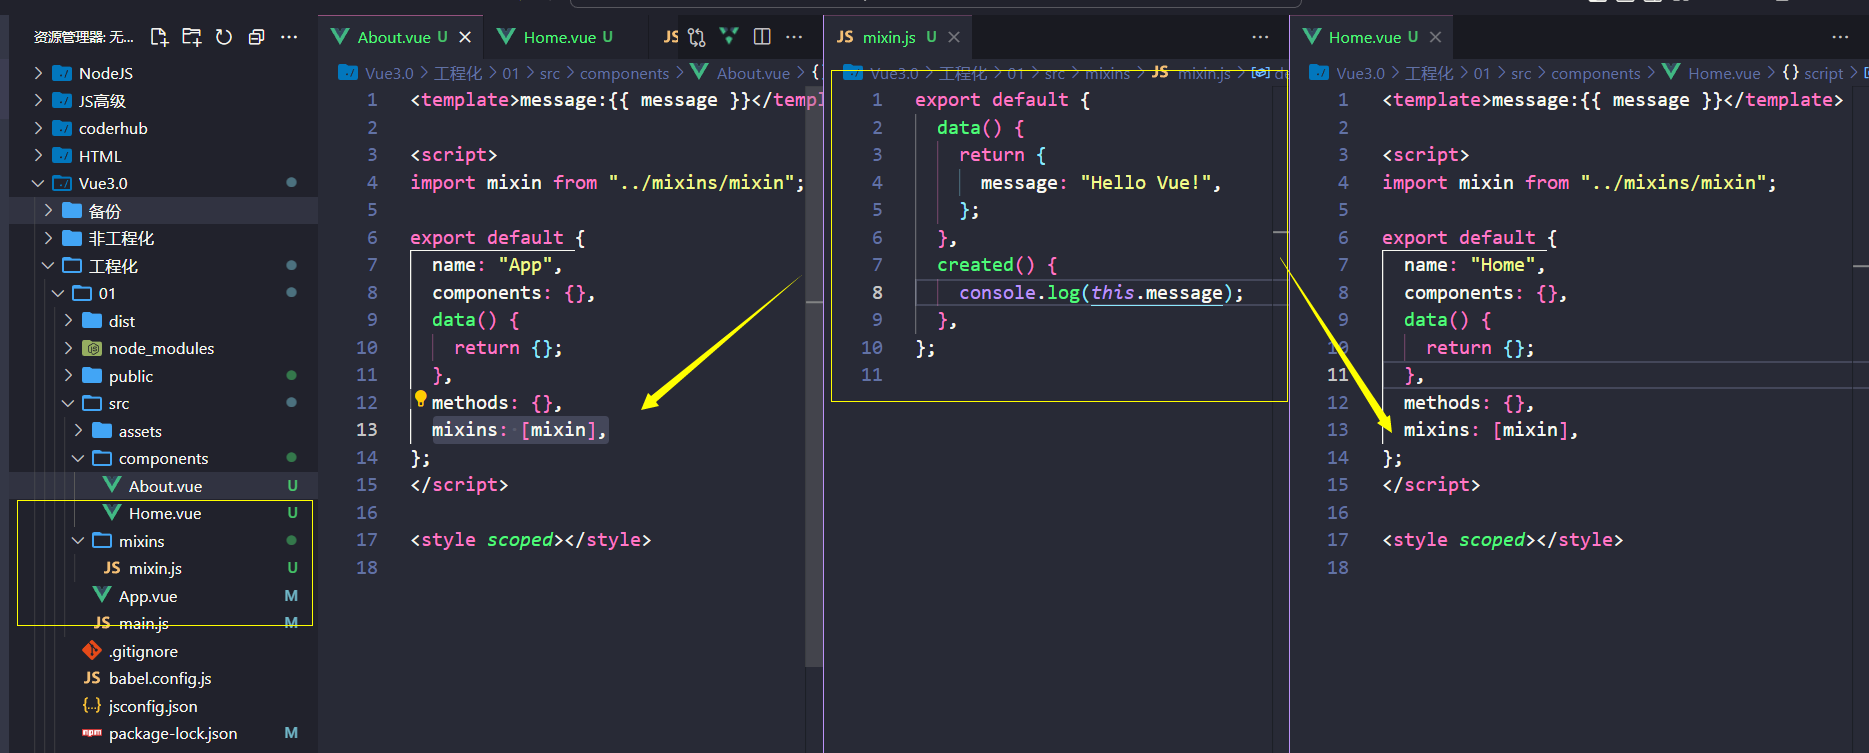 资源管理器: 无...
NodeJS
JS高级
coderhub
HTML
Vue3.0
备份
非工程化
工程化
01
dist
node_modules
public
src
assets
components
About.vue U
Home.vue U
mixins
JS mixin.js U
App.vue M
JS main.js M
.gitignore
JS babel.config.js
{..} jsconfig.json
npm package-lock.json M
About.vue U
Home.vue U
JS
Vue3.0 > 工程化 > 01 > src > components > About.vue > {
1 <template>message:{{ message }}</templ
2
3 <script>
4 import mixin from "../mixins/mixin";
5
6 export default {
7 name: "App",
8 components: {},
9 data() {
10 return {};
11 },
12 methods: {},
13 mixins: [mixin],
14 };
15 </script>
16
17 <style scoped></style>
18
JS mixin.js U
Vue3.0 > 工程化 > 01 > src > mixins > JS mixin.js > de
1 export default {
2 data() {
3 return {
4 message: "Hello Vue!",
5 };
6 },
7 created() {
8 console.log(this.message);
9 },
10 };
11
Home.vue U
Vue3.0 > 工程化 > 01 > src > components > Home.vue > {} script >
1 <template>message:{{ message }}</template>
2
3 <script>
4 import mixin from "../mixins/mixin";
5
6 export default {
7 name: "Home",
8 components: {},
9 data() {
10 return {};
11 },
12 methods: {},
13 mixins: [mixin],
14 };
15 </script>
16
17 <style scoped></style>
18